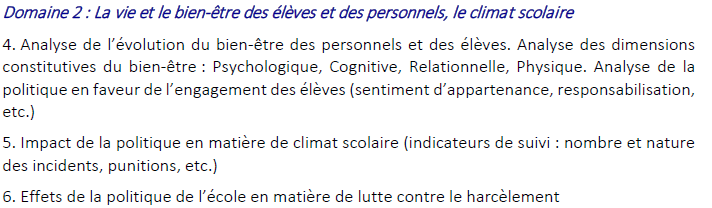 Domaine 2 : La vie et le bien-être des élèves et des personnels, le climat scolaire
4. Analyse de l’évolution du bien-être des personnels et des élèves. Analyse des dimensions
constitutives du bien-être : Psychologique, Cognitive, Relationnelle, Physique. Analyse de la
politique en faveur de l’engagement des élèves (sentiment d’appartenance, responsabilisation,
etc.)
5. Impact de la politique en matière de climat scolaire (indicateurs de suivi : nombre et nature
des incidents, punitions, etc.)
6. Effets de la politique de l’école en matière de lutte contre le harcèlement